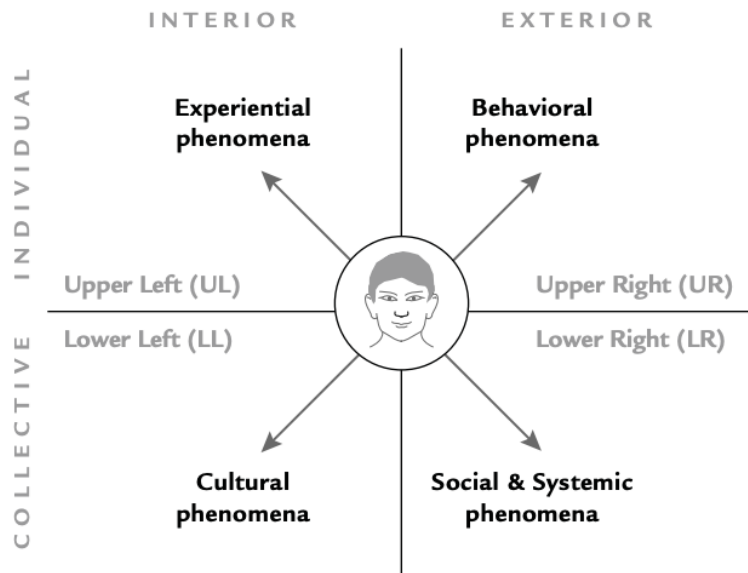 INTERIOR
EXTERIOR
INDIVIDUAL
COLLECTIVE
Experiential
phenomena
Behavioral
phenomena
Upper Left (UL)
Upper Right (UR)
Lower Left (LL)
Lower Right (LR)
Cultural
phenomena
Social & Systemic
phenomena